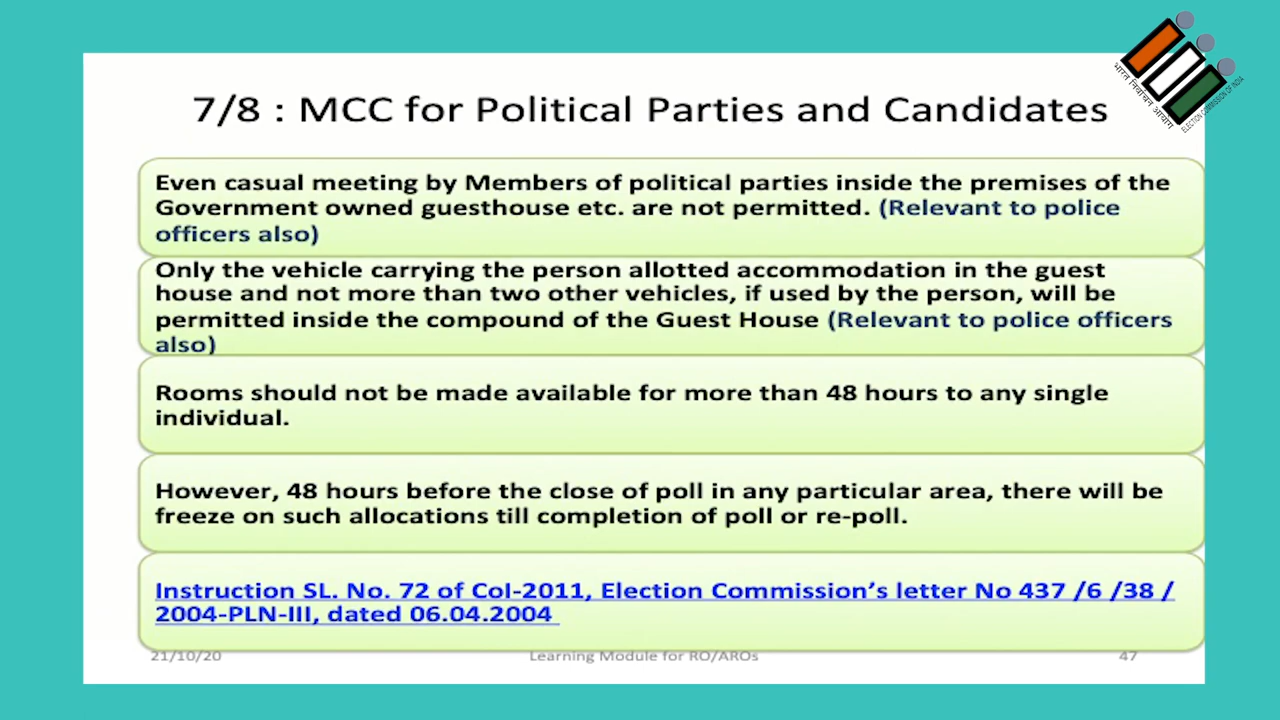 भारत निर्वाचन आयोग
ELECTION COMMISSION OF INDIA
7/8 : MCC for Political Parties and Candidates
Even casual meeting by Members of political parties inside the premises of the
Government owned guesthouse etc. are not permitted. (Relevant to police
officers also)
Only the vehicle carrying the person allotted accommodation in the guest
house and not more than two other vehicles, if used by the person, will be
permitted inside the compound of the Guest House (Relevant to police officers
also)
Rooms should not be made available for more than 48 hours to any single
individual.
However, 48 hours before the close of poll in any particular area, there will be
freeze on such allocations till completion of poll or re-poll.
Instruction SL. No. 72 of CoI-2011, Election Commission’s letter No 437 /6 /38 /
2004-PLN-III, dated 06.04.2004
21/10/20 Learning Module for RO/AROs 47